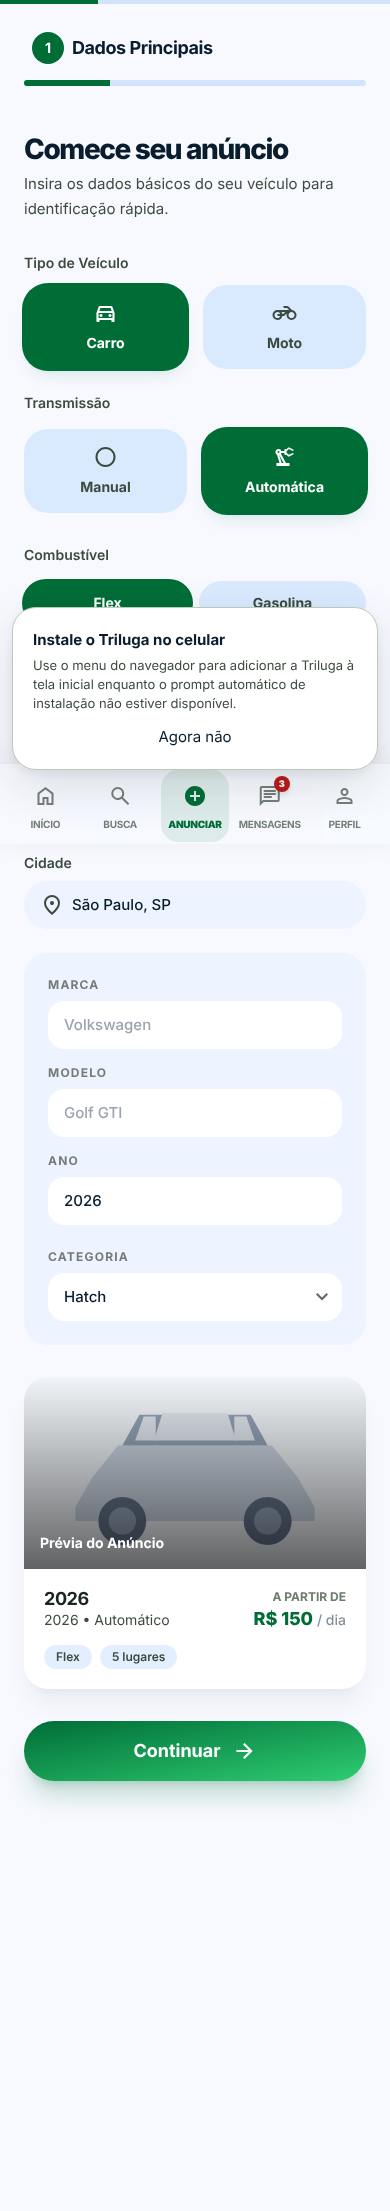 1 Dados Principais
Comece seu anúncio
Insira os dados básicos do seu veículo para
identificação rápida.
Tipo de Veículo
Carro
Moto
Transmissão
Manual
Automática
Combustível
Flex
Gasolina
Instale o Triluga no celular
Use o menu do navegador para adicionar a Triluga à
tela inicial enquanto o prompt automático de
instalação não estiver disponível.
Agora não
3
INÍCIO
BUSCA
ANUNCIAR
MENSAGENS
PERFIL
Cidade
São Paulo, SP
MARCA
Volkswagen
MODELO
Golf GTI
ANO
2026
CATEGORIA
Hatch
Prévia do Anúncio
2026
2026 • Automático
A PARTIR DE
R$ 150 / dia
Flex
5 lugares
Continuar